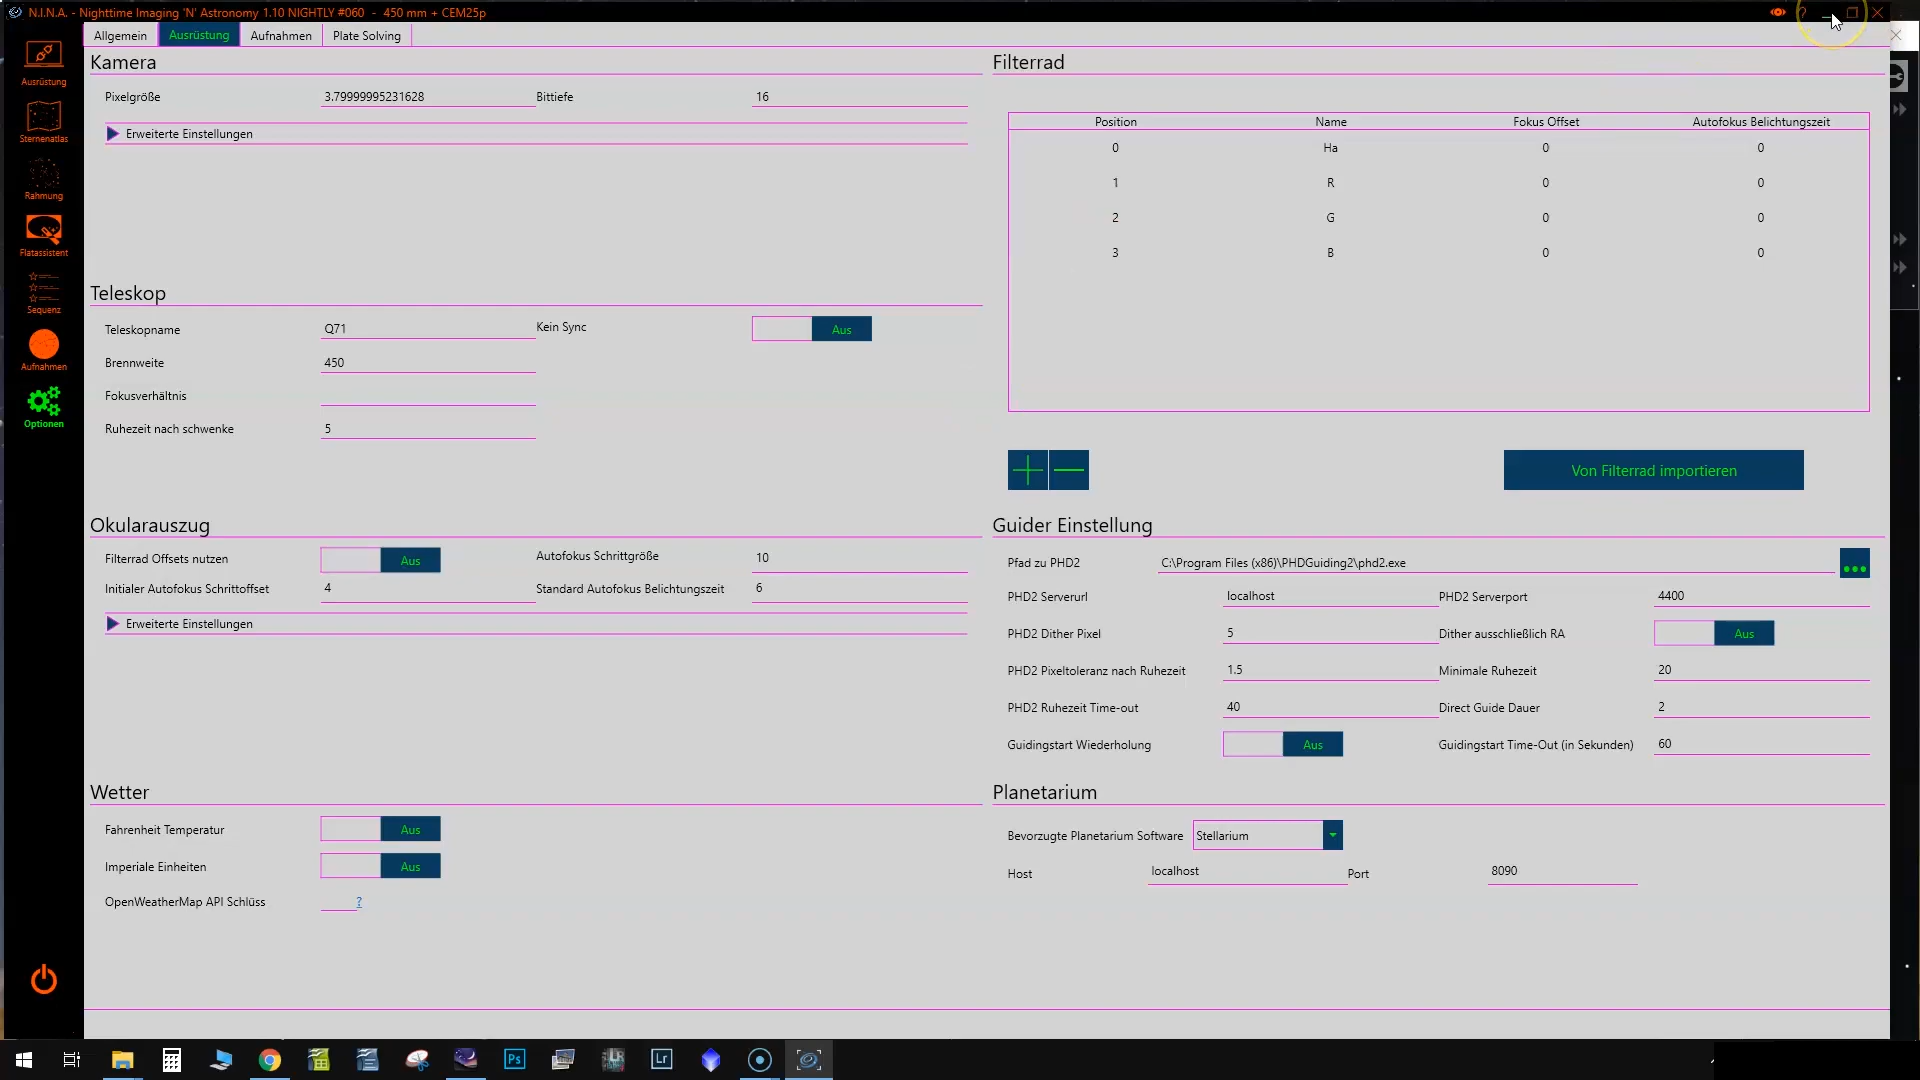 N.I.N.A. - Nighttime Imaging 'N' Astronomy 1.10 NIGHTLY #060 - 450 mm + CEM25p
?
Allgemein
Ausrüstung
Aufnahmen
Plate Solving
Ausrüstung
Sternenatlas
Rahmung
Flatassistent
Sequenz
Aufnahmen
Optionen
Kamera
Pixelgröße 3.79999995231628 Bittiefe 16
Erweiterte Einstellungen
Teleskop
Teleskopname Q71 Kein Sync Aus
Brennweite 450
Fokusverhältnis
Ruhezeit nach schwenke 5
Okularauszug
Filterrad Offsets nutzen Aus Autofokus Schrittgröße 10
Initialer Autofokus Schrittoffset 4 Standard Autofokus Belichtungszeit 6
Erweiterte Einstellungen
Wetter
Fahrenheit Temperatur Aus
Imperiale Einheiten Aus
OpenWeatherMap API Schlüss ?
Filterrad
Position Name Fokus Offset Autofokus Belichtungszeit
0 Ha 0 0
1 R 0 0
2 G 0 0
3 B 0 0
Von Filterrad importieren
Guider Einstellung
Pfad zu PHD2 C:\Program Files (x86)\PHDGuiding2\phd2.exe
PHD2 Serverurl localhost PHD2 Serverport 4400
PHD2 Dither Pixel 5 Dither ausschließlich RA Aus
PHD2 Pixeltoleranz nach Ruhezeit 1.5 Minimale Ruhezeit 20
PHD2 Ruhezeit Time-out 40 Direct Guide Dauer 2
Guidingstart Wiederholung Aus Guidingstart Time-Out (in Sekunden) 60
Planetarium
Bevorzugte Planetarium Software Stellarium
Host localhost Port 8090
Ps
Lr